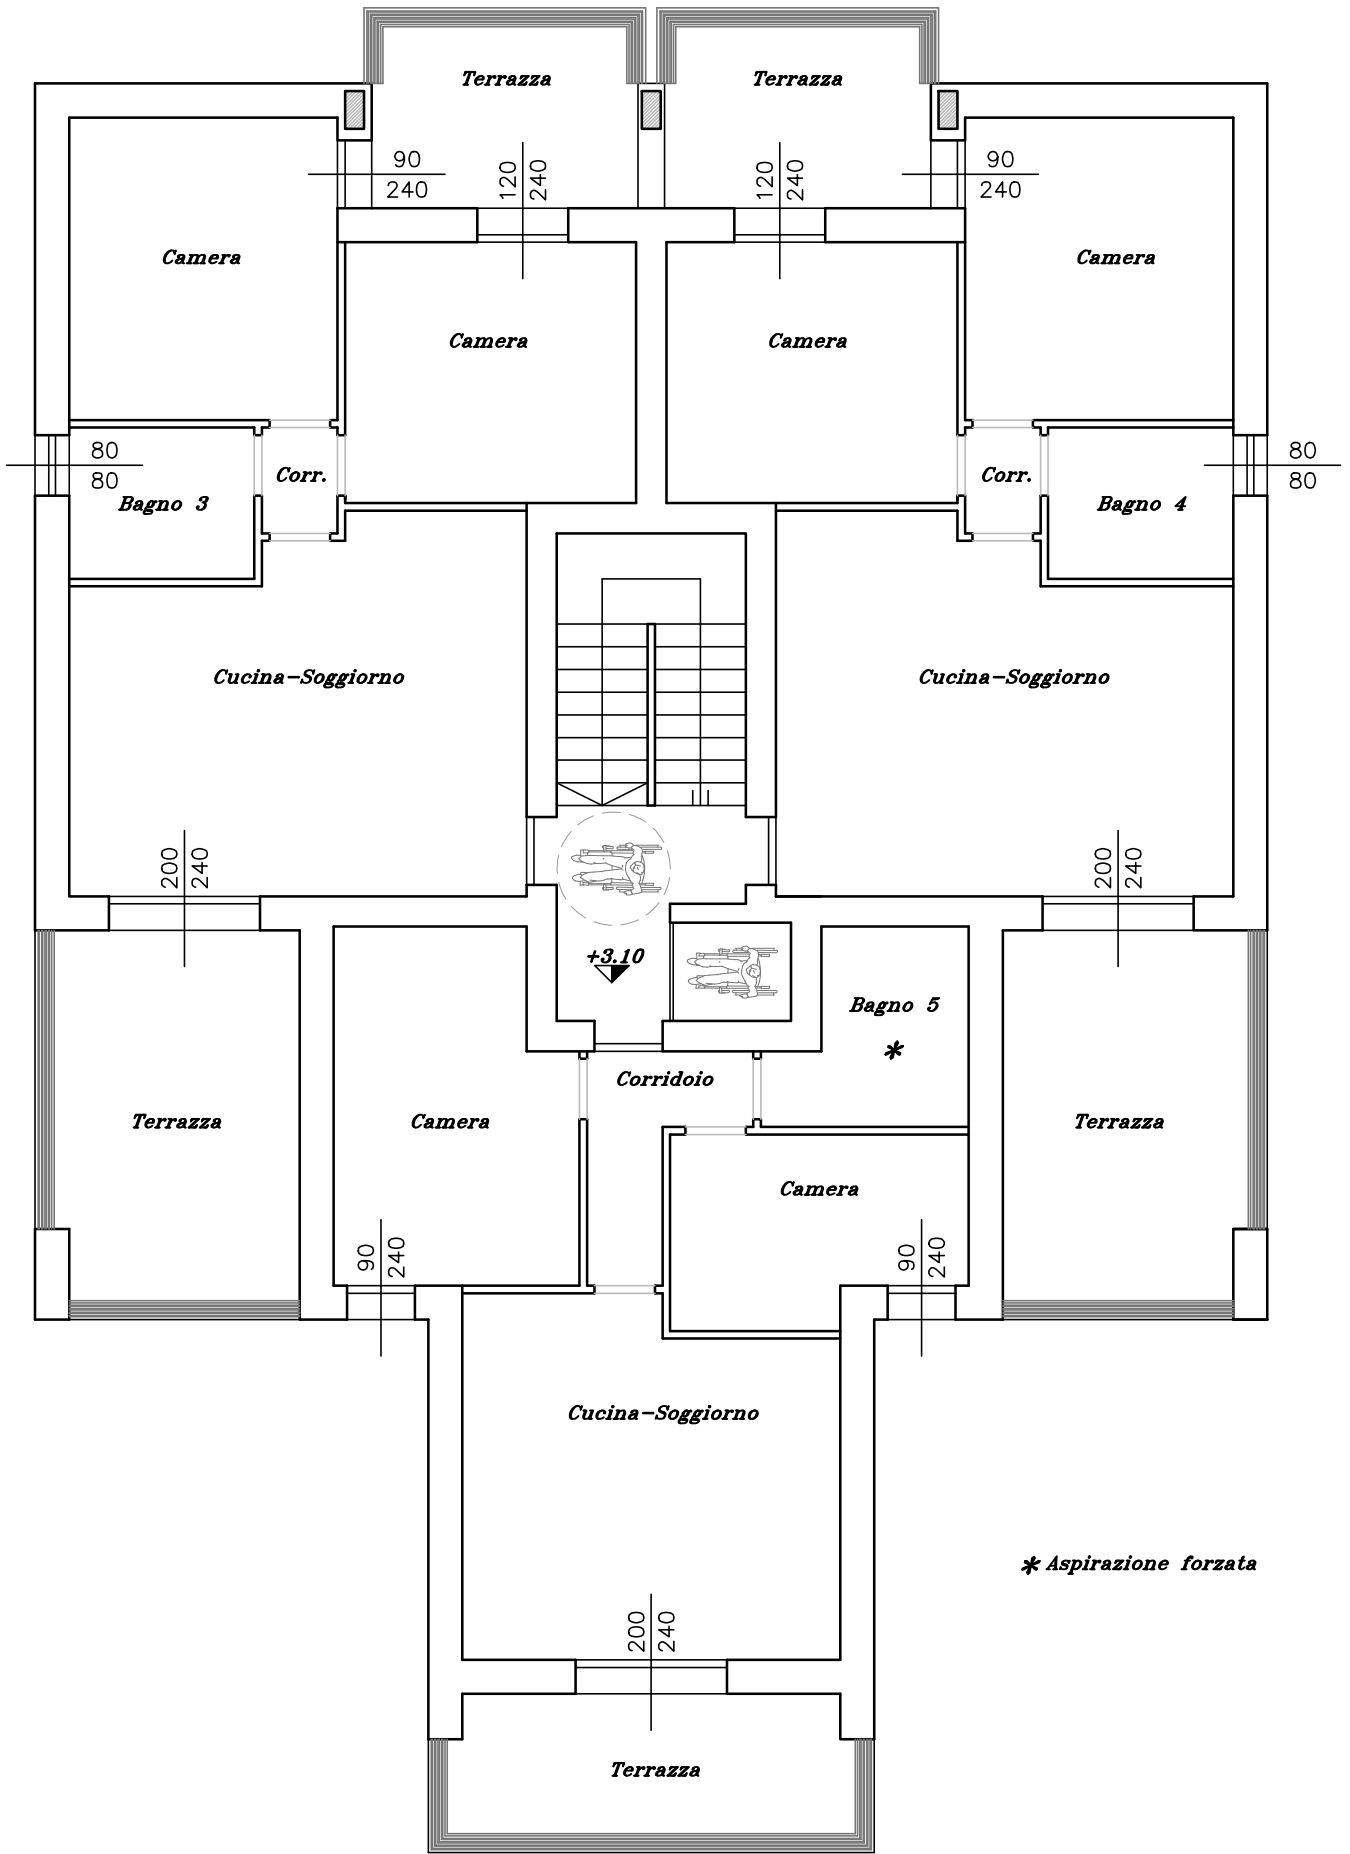 Terrazza
Terrazza
90
240
120
240
120
240
90
240
Camera
Camera
Camera
Camera
80
80
Bagno 3
Corr.
Corr.
Bagno 4
80
80
Cucina-Soggiorno
Cucina-Soggiorno
200
240
200
240
+3.10
Bagno 5
*
Corridoio
Terrazza
Camera
Terrazza
Camera
90
240
90
240
Cucina-Soggiorno
* Aspirazione forzata
200
240
Terrazza